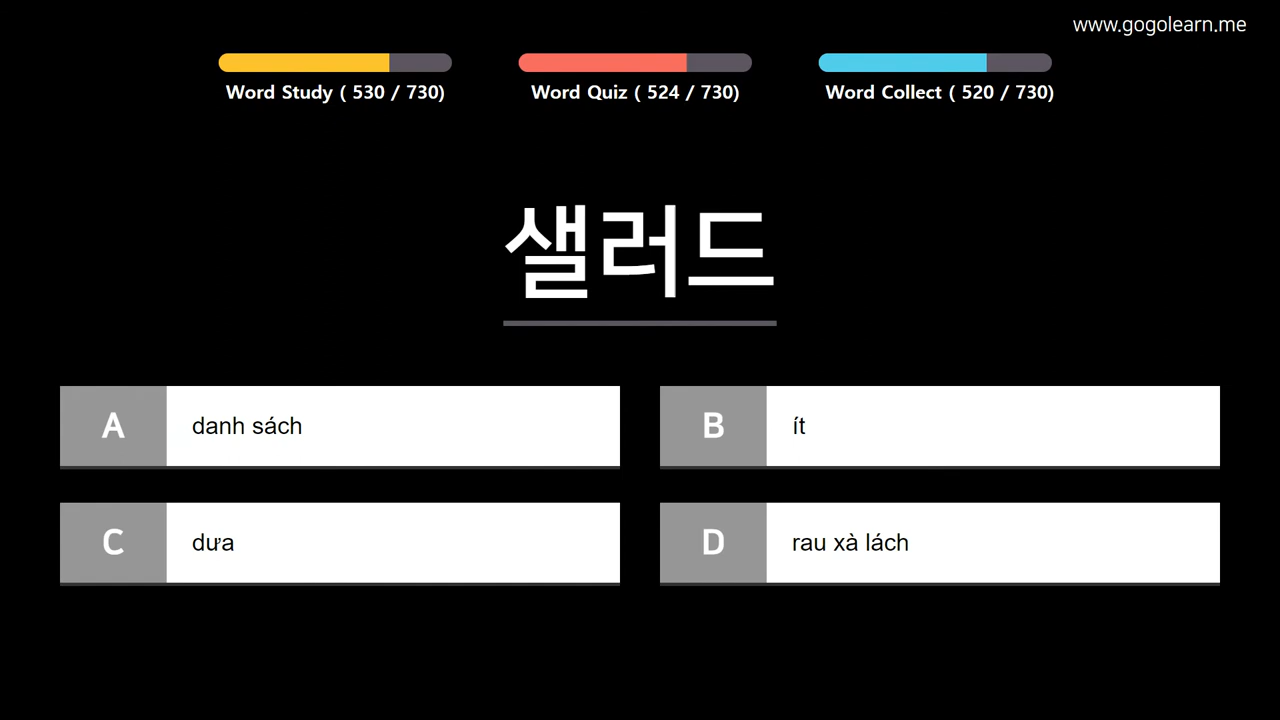 www.gogolearn.me
Word Study ( 530 / 730)
Word Quiz ( 524 / 730)
Word Collect ( 520 / 730)
샐러드
A danh sách
B ít
C dưa
D rau xà lách